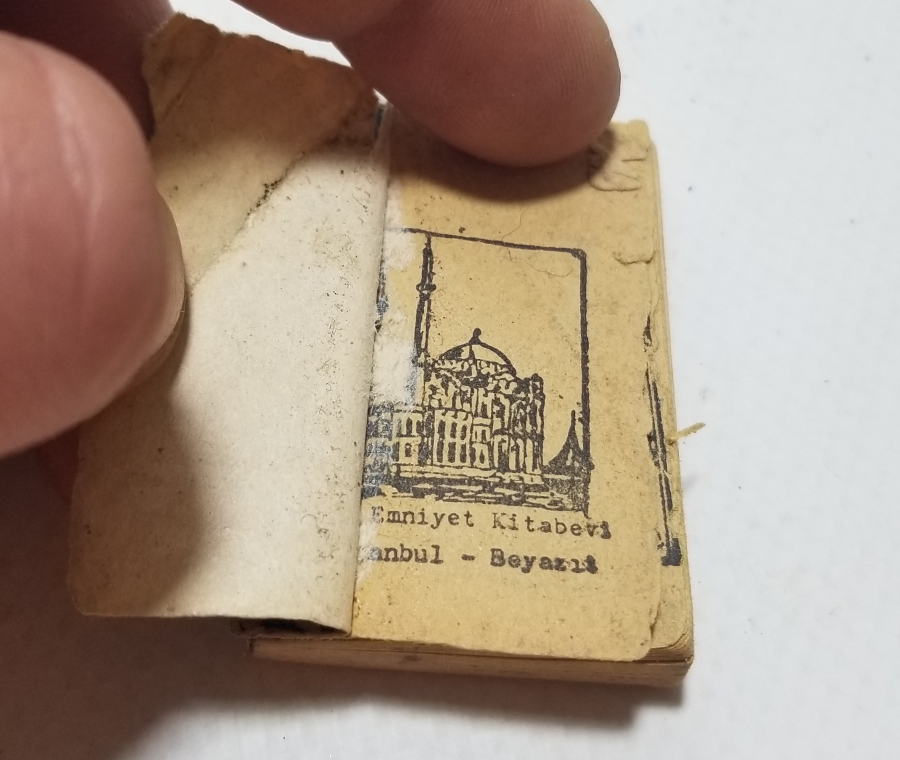 Emniyet Kitabevi
anbul - Beyazıt